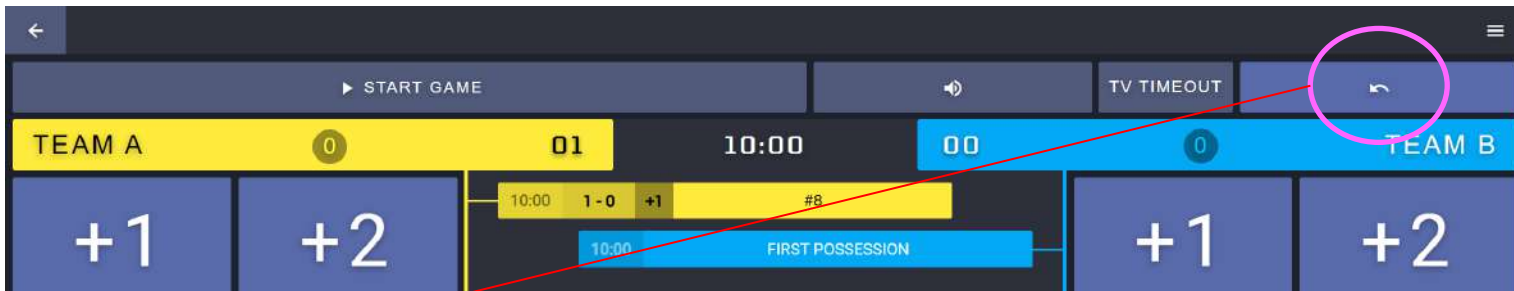 START GAME TV TIMEOUT
TEAM A 0 01 10:00 00 0 TEAM B
10:00 1 - 0 +1 #8
+1 +2 10:00 FIRST POSSESSION +1 +2